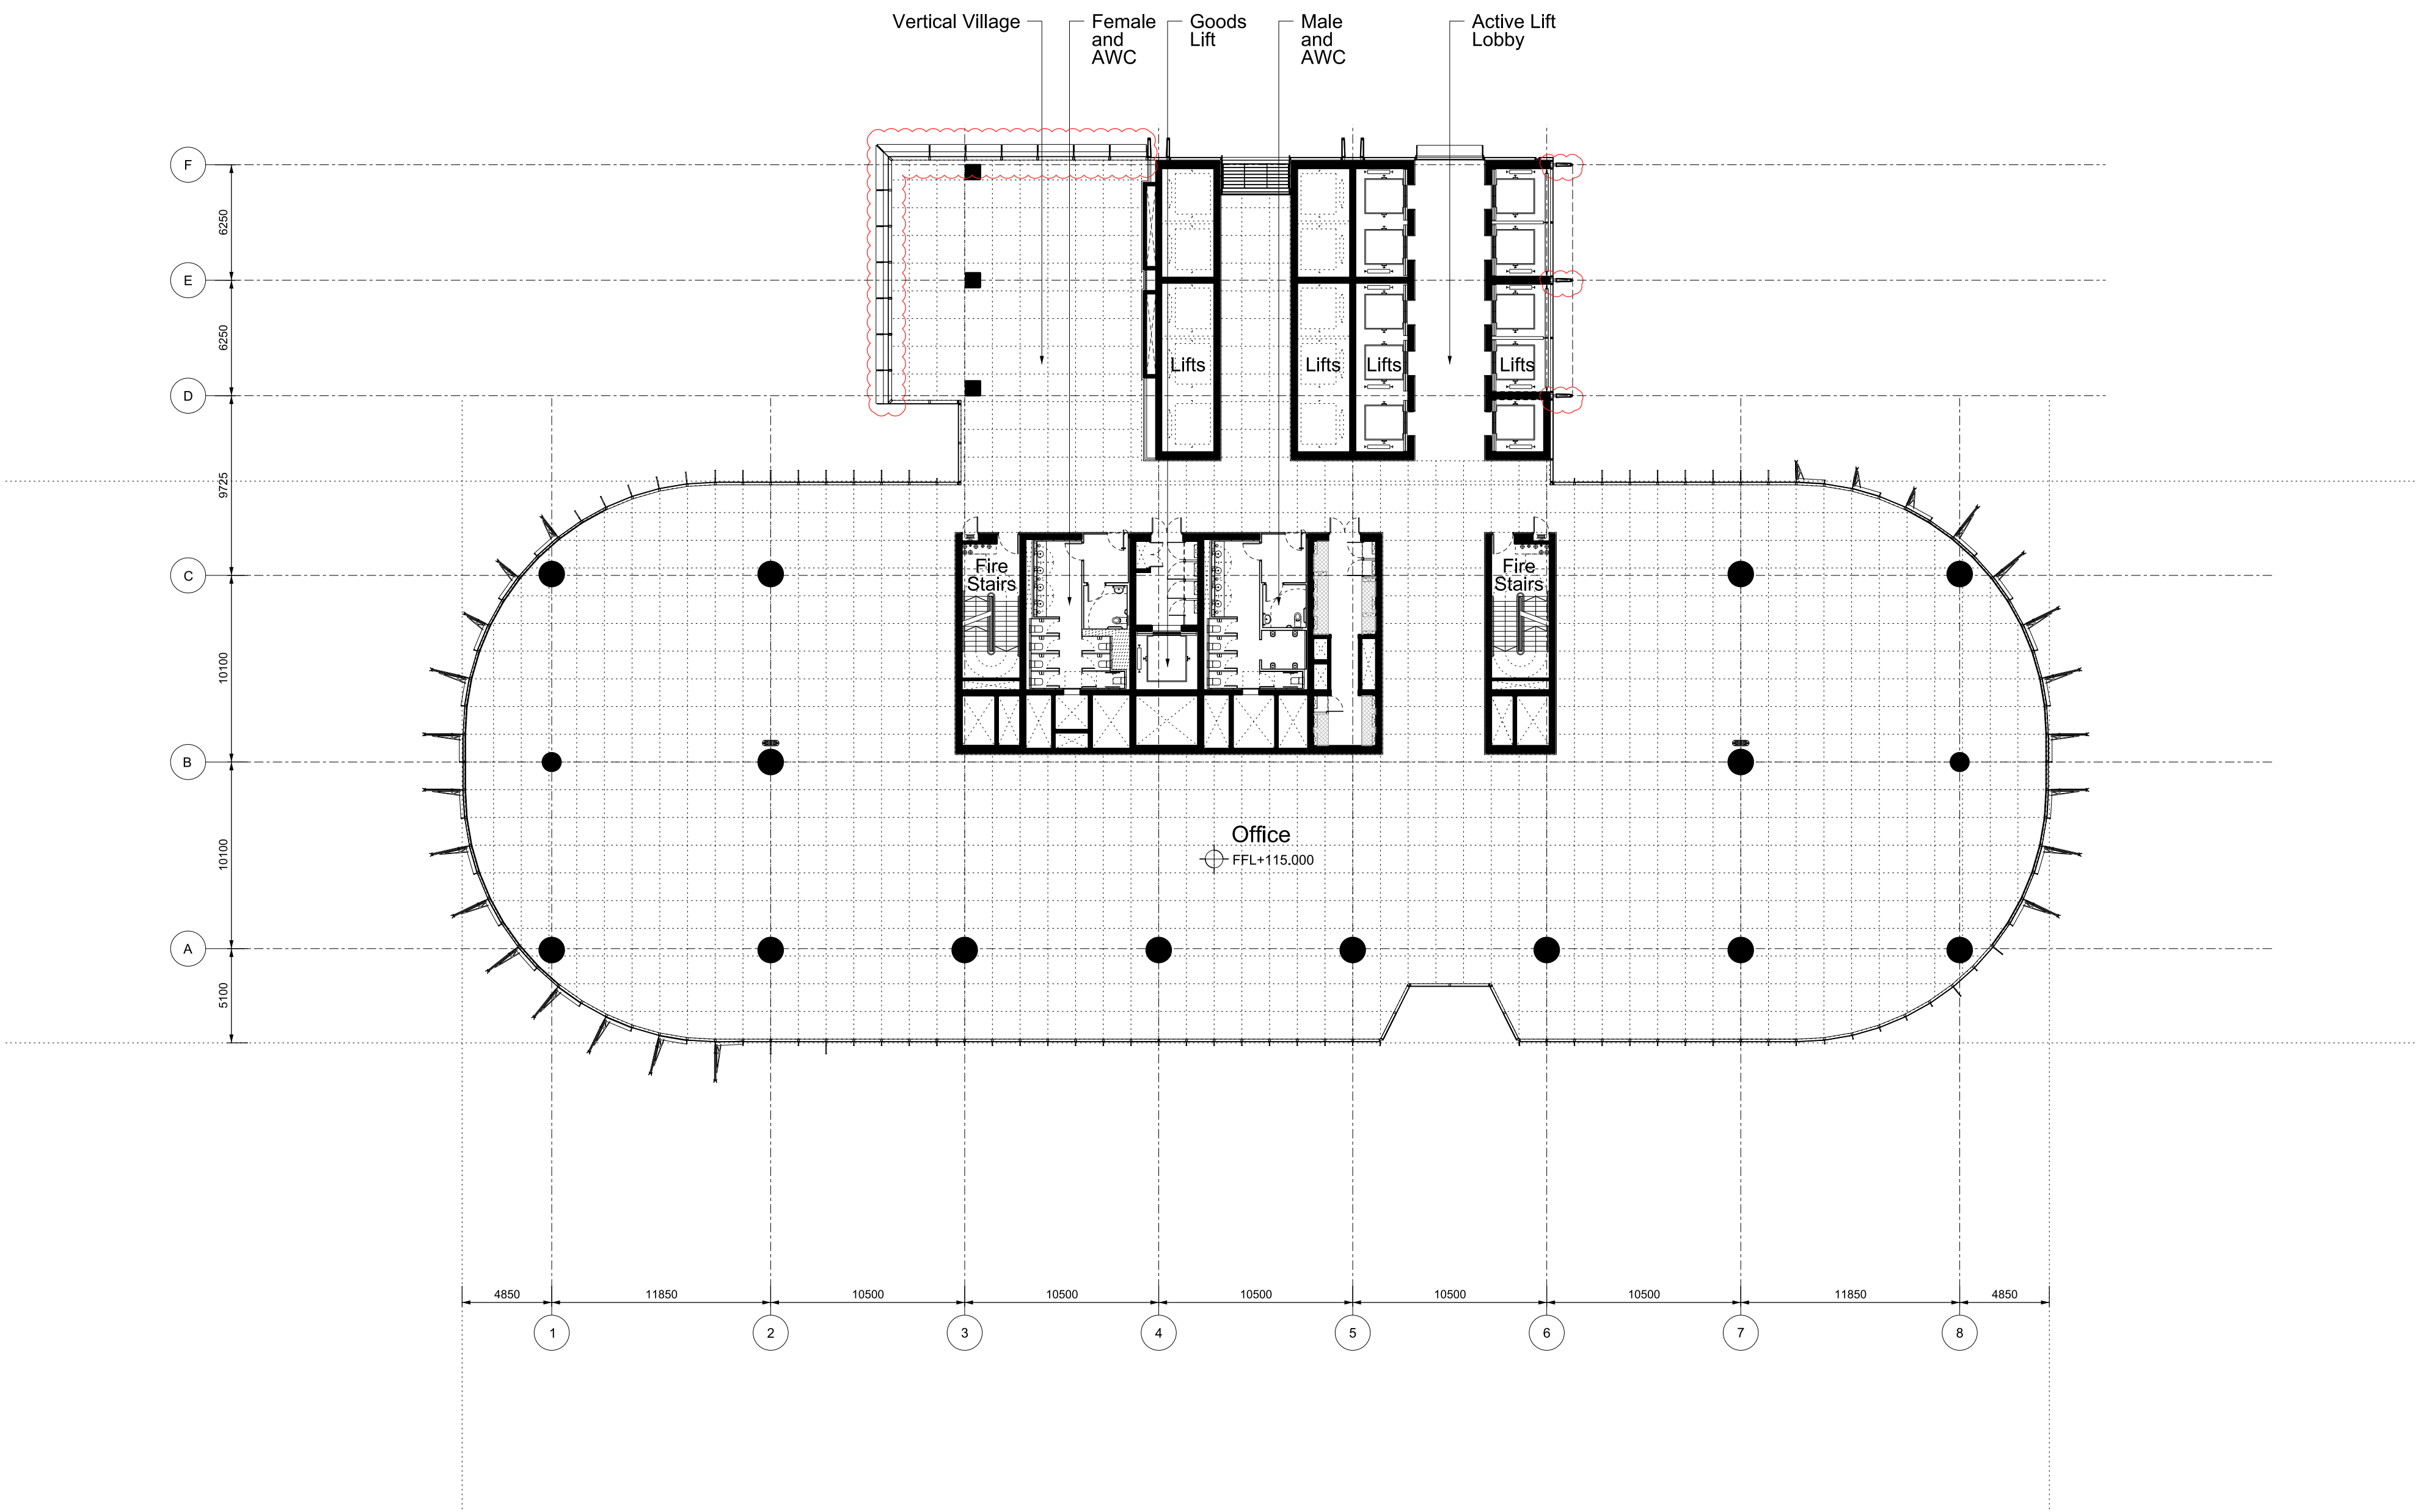 Vertical Village
Female
and
AWC
Goods
Lift
Male
and
AWC
Active Lift
Lobby
F
6250
E
6250
D
9725
C
10100
B
10100
A
5100
Lifts
Lifts
Lifts
Lifts
Fire
Stairs
Fire
Stairs
Office
FFL+115.000
4850
11850
10500
10500
10500
10500
10500
11850
4850
1
2
3
4
5
6
7
8